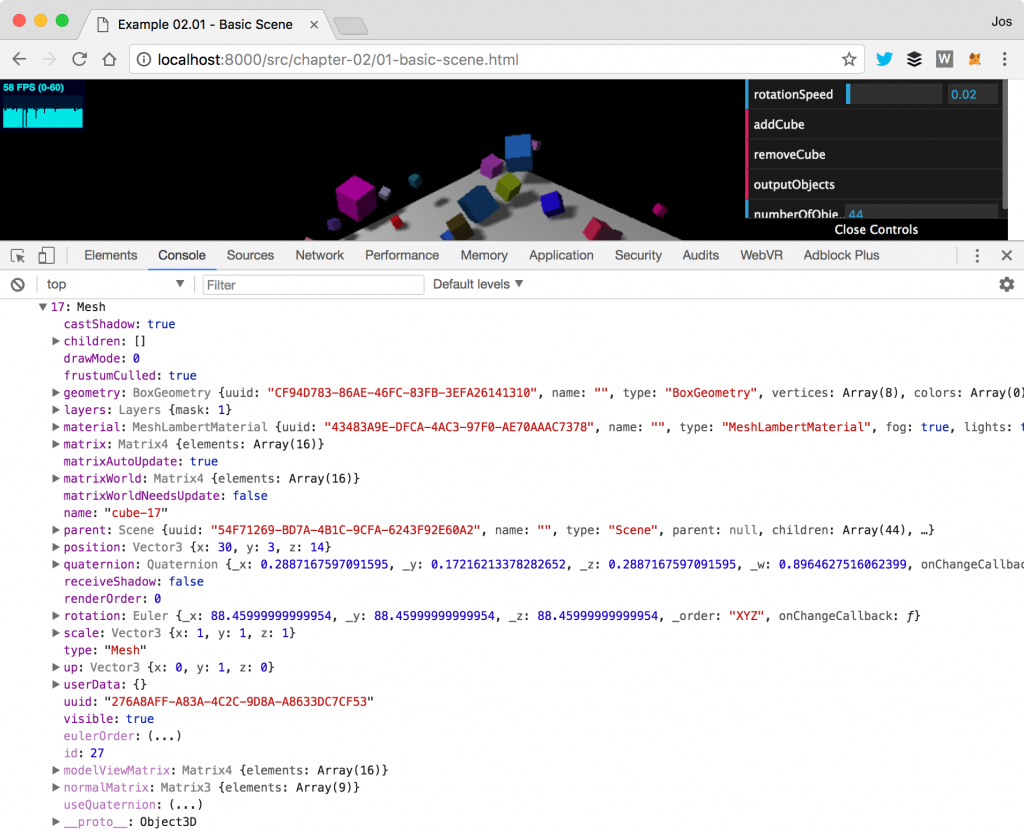 Example 02.01 - Basic Scene
Jos
localhost:8000/src/chapter-02/01-basic-scene.html
W
58 FPS (0-60)
rotationSpeed 0.02
addCube
removeCube
outputObjects
numberOfObje 44
Close Controls
Elements Console Sources Network Performance Memory Application Security Audits WebVR Adblock Plus
top Filter Default levels
17: Mesh
castShadow: true
children: []
drawMode: 0
frustumCulled: true
geometry: BoxGeometry {uuid: "CF94D783-86AE-46FC-83FB-3EFA26141310", name: "", type: "BoxGeometry", vertices: Array(8), colors: Array(0)
layers: Layers {mask: 1}
material: MeshLambertMaterial {uuid: "43483A9E-DFCA-4AC3-97F0-AE70AAAC7378", name: "", type: "MeshLambertMaterial", fog: true, lights: t
matrix: Matrix4 {elements: Array(16)}
matrixAutoUpdate: true
matrixWorld: Matrix4 {elements: Array(16)}
matrixWorldNeedsUpdate: false
name: "cube-17"
parent: Scene {uuid: "54F71269-BD7A-4B1C-9CFA-6243F92E60A2", name: "", type: "Scene", parent: null, children: Array(44), …}
position: Vector3 {x: 30, y: 3, z: 14}
quaternion: Quaternion {_x: 0.2887167597091595, _y: 0.17216213378282652, _z: 0.2887167597091595, _w: 0.8964627516062399, onChangeCallbac
receiveShadow: false
renderOrder: 0
rotation: Euler {_x: 88.45999999999954, _y: 88.45999999999954, _z: 88.45999999999954, _order: "XYZ", onChangeCallback: ƒ}
scale: Vector3 {x: 1, y: 1, z: 1}
type: "Mesh"
up: Vector3 {x: 0, y: 1, z: 0}
userData: {}
uuid: "276A8AFF-A83A-4C2C-9D8A-A8633DC7CF53"
visible: true
eulerOrder: (...)
id: 27
modelViewMatrix: Matrix4 {elements: Array(16)}
normalMatrix: Matrix3 {elements: Array(9)}
useQuaternion: (...)
__proto__: Object3D